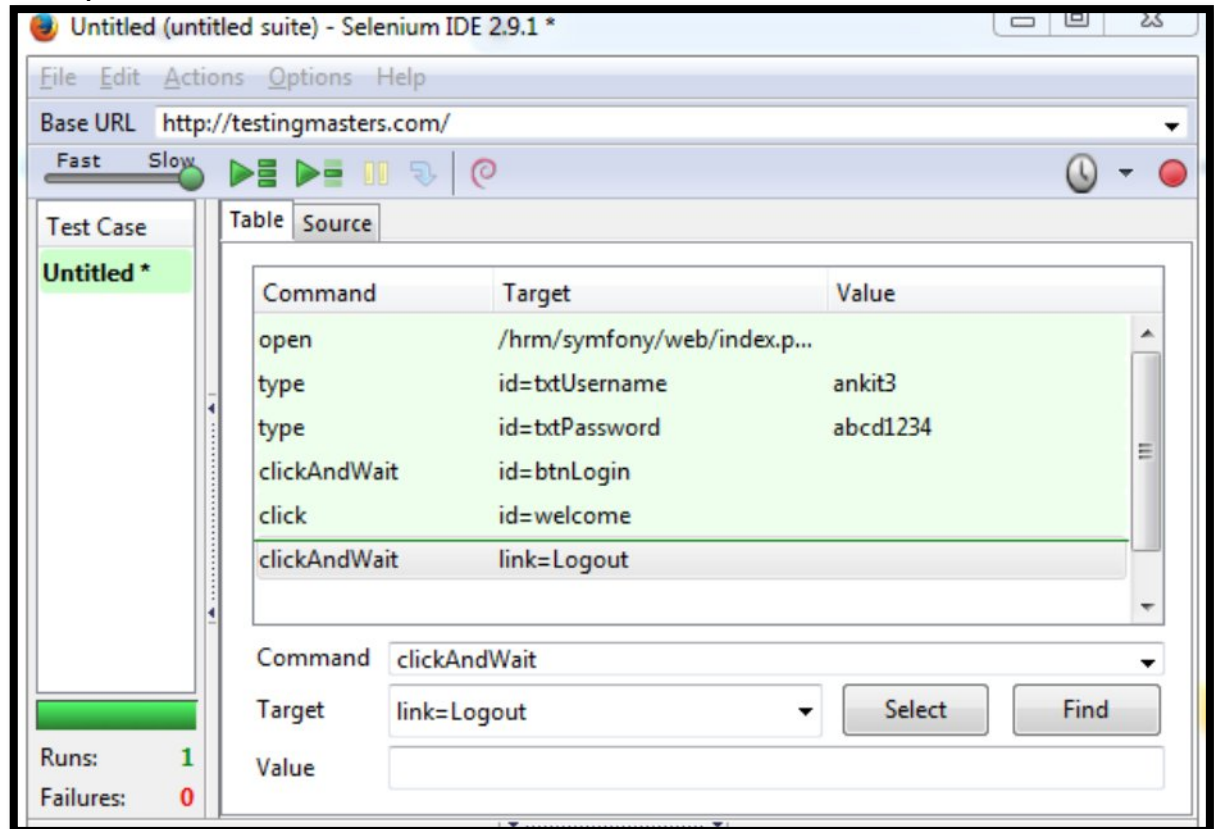 Untitled (untitled suite) - Selenium IDE 2.9.1 *
File Edit Actions Options Help
Base URL http://testingmasters.com/
Fast Slow
Test Case
Table Source
Untitled *
Command Target Value
open /hrm/symfony/web/index.p...
type id=txtUsername ankit3
type id=txtPassword abcd1234
clickAndWait id=btnLogin
click id=welcome
clickAndWait link=Logout
Command clickAndWait
Target link=Logout Select Find
Value
Runs: 1
Failures: 0